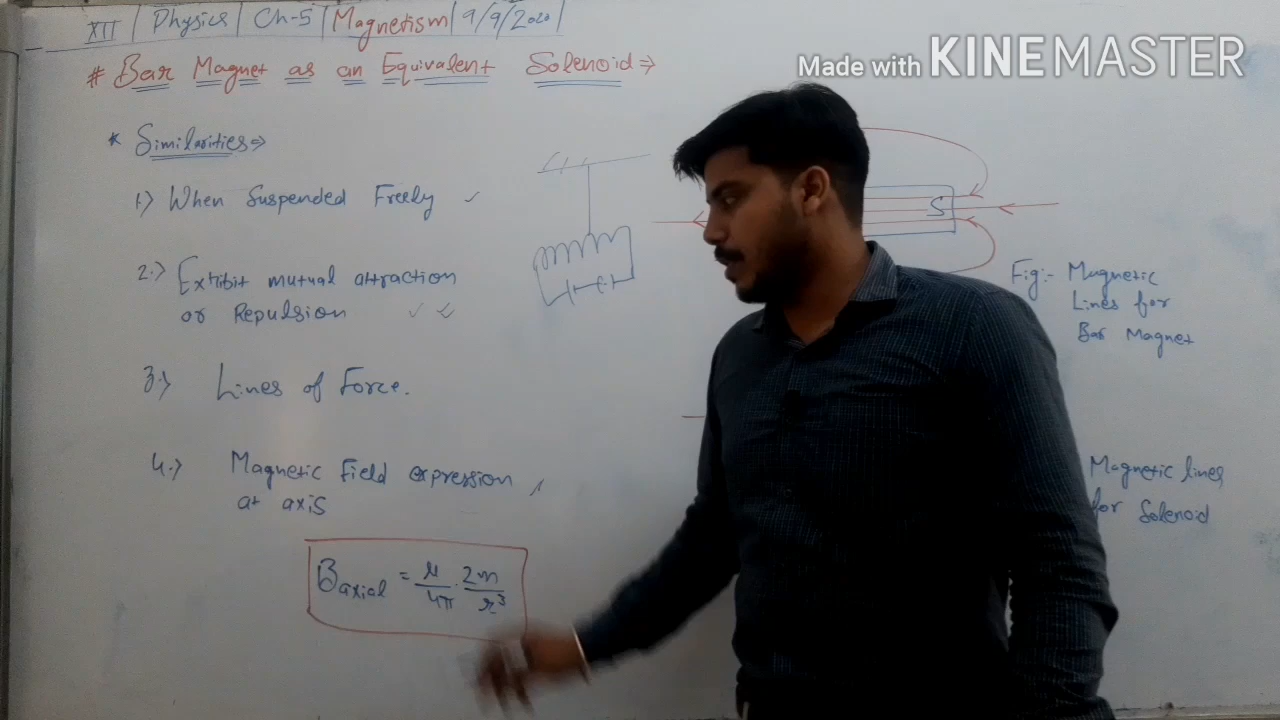 XII | Physics | Ch-5 | Magnetism | 9/9/2020 |
Made with KINEMASTER
# Bar Magnet as an Equivalent Solenoid ⇒
* Similarities ⇒
1.) When Suspended Freely ✓
2.) Exhibit mutual attraction
or Repulsion ✓ ✓
3.) Lines of Force.
4.) Magnetic Field expression
at axis
B axial = μ/4π · 2m/r³
S
Fig:- Magnetic
Lines for
Bar Magnet
Magnetic lines
for Solenoid